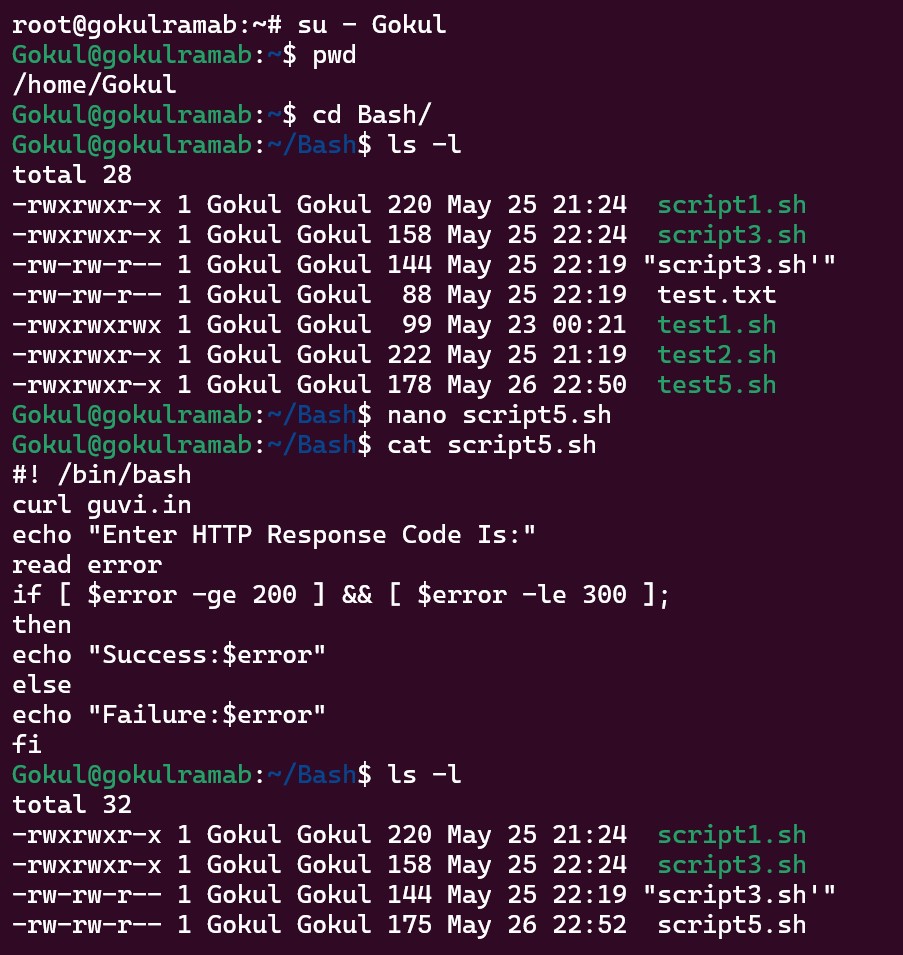 root@gokulramab:~# su - Gokul
Gokul@gokulramab:~$ pwd
/home/Gokul
Gokul@gokulramab:~$ cd Bash/
Gokul@gokulramab:~/Bash$ ls -l
total 28
-rwxrwxr-x 1 Gokul Gokul 220 May 25 21:24  script1.sh
-rwxrwxr-x 1 Gokul Gokul 158 May 25 22:24  script3.sh
-rw-rw-r-- 1 Gokul Gokul 144 May 25 22:19 "script3.sh'"
-rw-rw-r-- 1 Gokul Gokul  88 May 25 22:19  test.txt
-rwxrwxrwx 1 Gokul Gokul  99 May 23 00:21  test1.sh
-rwxrwxr-x 1 Gokul Gokul 222 May 25 21:19  test2.sh
-rwxrwxr-x 1 Gokul Gokul 178 May 26 22:50  test5.sh
Gokul@gokulramab:~/Bash$ nano script5.sh
Gokul@gokulramab:~/Bash$ cat script5.sh
#! /bin/bash
curl guvi.in
echo "Enter HTTP Response Code Is:"
read error
if [ $error -ge 200 ] && [ $error -le 300 ];
then
echo "Success:$error"
else
echo "Failure:$error"
fi
Gokul@gokulramab:~/Bash$ ls -l
total 32
-rwxrwxr-x 1 Gokul Gokul 220 May 25 21:24  script1.sh
-rwxrwxr-x 1 Gokul Gokul 158 May 25 22:24  script3.sh
-rw-rw-r-- 1 Gokul Gokul 144 May 25 22:19 "script3.sh'"
-rw-rw-r-- 1 Gokul Gokul 175 May 26 22:52  script5.sh